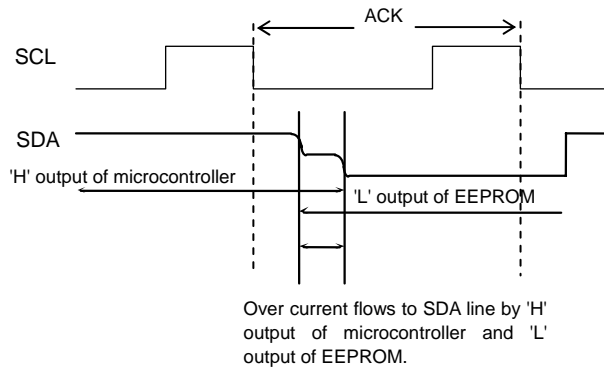 ACK
SCL
SDA
'H' output of microcontroller
'L' output of EEPROM
Over current flows to SDA line by 'H'
output of microcontroller and 'L'
output of EEPROM.